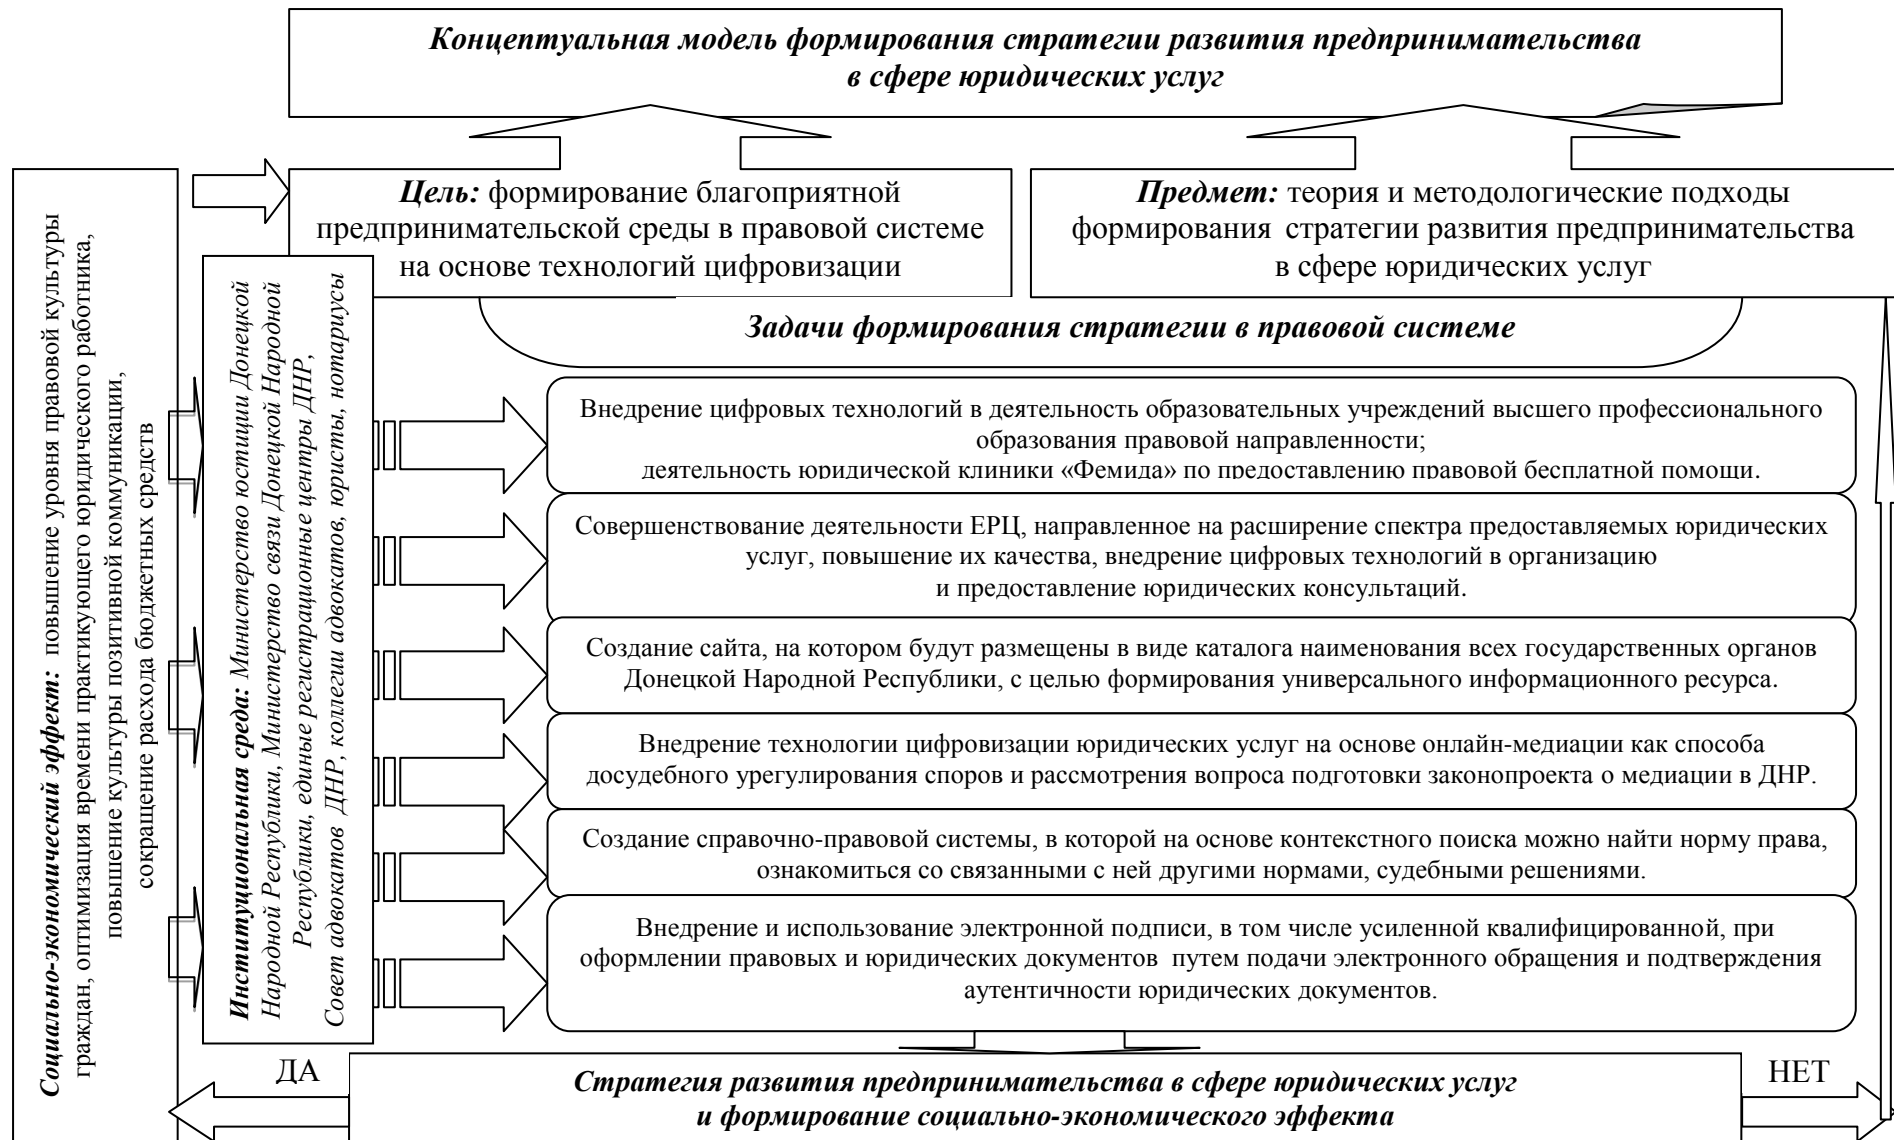 Концептуальная модель формирования стратегии развития предпринимательства
в сфере юридических услуг
Цель: формирование благоприятной
предпринимательской среды в правовой системе
на основе технологий цифровизации
Предмет: теория и методологические подходы
формирования стратегии развития предпринимательства
в сфере юридических услуг
Социально-экономический эффект: повышение уровня правовой культуры
граждан, оптимизация времени практикующего юридического работника,
повышение культуры позитивной коммуникации,
сокращение расхода бюджетных средств
Институциональная среда: Министерство юстиции Донецкой
Народной Республики, Министерство связи Донецкой Народной
Республики, единые регистрационные центры ДНР,
Совет адвокатов ДНР, коллегии адвокатов, юристы, нотариусы
Задачи формирования стратегии в правовой системе
Внедрение цифровых технологий в деятельность образовательных учреждений высшего профессионального
образования правовой направленности;
деятельность юридической клиники «Фемида» по предоставлению правовой бесплатной помощи.
Совершенствование деятельности ЕРЦ, направленное на расширение спектра предоставляемых юридических
услуг, повышение их качества, внедрение цифровых технологий в организацию
и предоставление юридических консультаций.
Создание сайта, на котором будут размещены в виде каталога наименования всех государственных органов
Донецкой Народной Республики, с целью формирования универсального информационного ресурса.
Внедрение технологии цифровизации юридических услуг на основе онлайн-медиации как способа
досудебного урегулирования споров и рассмотрения вопроса подготовки законопроекта о медиации в ДНР.
Создание справочно-правовой системы, в которой на основе контекстного поиска можно найти норму права,
ознакомиться со связанными с ней другими нормами, судебными решениями.
Внедрение и использование электронной подписи, в том числе усиленной квалифицированной, при
оформлении правовых и юридических документов путем подачи электронного обращения и подтверждения
аутентичности юридических документов.
ДА
Стратегия развития предпринимательства в сфере юридических услуг
и формирование социально-экономического эффекта
НЕТ